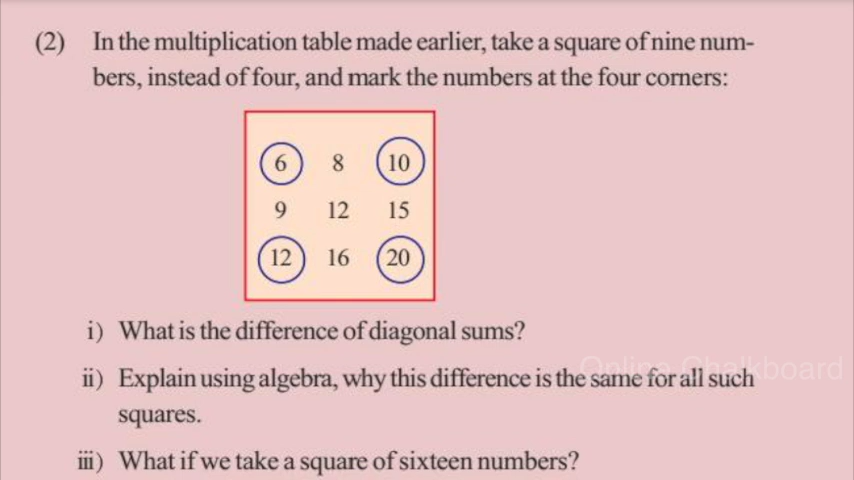 (2) In the multiplication table made earlier, take a square of nine num-
bers, instead of four, and mark the numbers at the four corners:
6 8 10
9 12 15
12 16 20
i) What is the difference of diagonal sums?
Online Chalkboard
ii) Explain using algebra, why this difference is the same for all such
squares.
iii) What if we take a square of sixteen numbers?